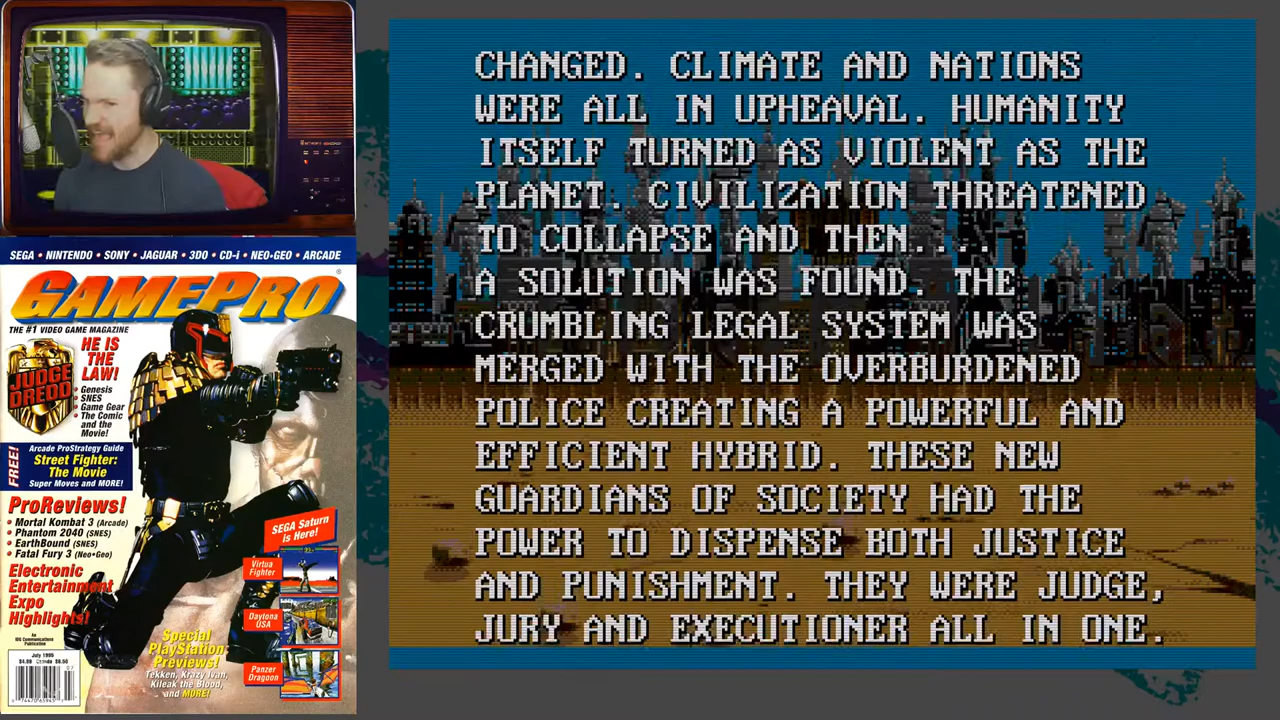 SEGA • NINTENDO • SONY • JAGUAR • 3DO • CD-i • NEO•GEO • ARCADE
GAMEPRO
THE #1 VIDEO GAME MAGAZINE
HE IS
THE
LAW!
JUDGE
DREDD
• Genesis
• SNES
• Game Gear
• The Comic
and the
Movie!
FREE!
Arcade ProStrategy Guide
Street Fighter:
The Movie
Super Moves and MORE!
ProReviews!
• Mortal Kombat 3 (Arcade)
• Phantom 2040 (SNES)
• EarthBound (SNES)
• Fatal Fury 3 (Neo•Geo)
Electronic
Entertainment
Expo
Highlights!
SEGA Saturn
is Here!
Virtua
Fighter
Daytona
USA
Panzer
Dragoon
Special
PlayStation
Previews!
Tekken, Krazy Ivan,
Kileak the Blood,
and MORE!
An
IDG Communications
Publication
July 1995
CHANGED. CLIMATE AND NATIONS
WERE ALL IN UPHEAVAL. HUMANITY
ITSELF TURNED AS VIOLENT AS THE
PLANET. CIVILIZATION THREATENED
TO COLLAPSE AND THEN....
A SOLUTION WAS FOUND. THE
CRUMBLING LEGAL SYSTEM WAS
MERGED WITH THE OVERBURDENED
POLICE CREATING A POWERFUL AND
EFFICIENT HYBRID. THESE NEW
GUARDIANS OF SOCIETY HAD THE
POWER TO DISPENSE BOTH JUSTICE
AND PUNISHMENT. THEY WERE JUDGE,
JURY AND EXECUTIONER ALL IN ONE.